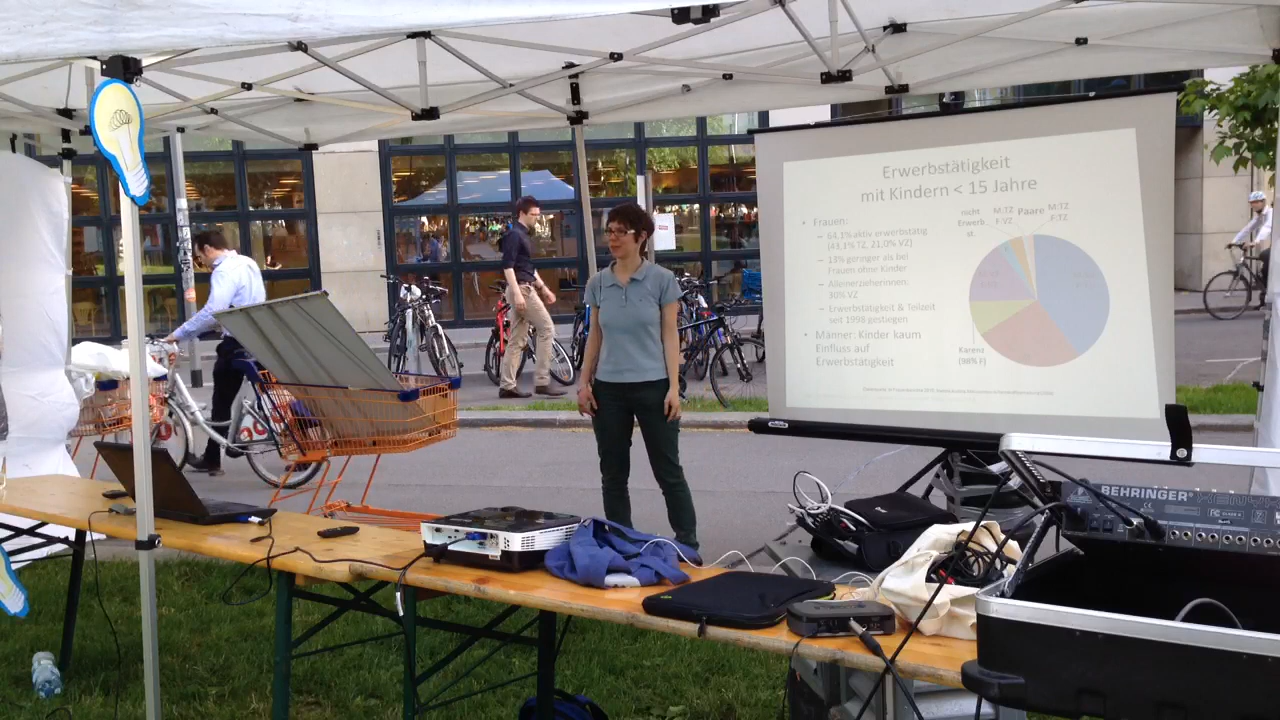 Erwerbstätigkeit
mit Kindern < 15 Jahre
• Frauen:
– 64,1% aktiv erwerbstätig
(43,1% TZ, 21,0% VZ)
– 13% geringer als bei
Frauen ohne Kinder
– Alleinerzieherinnen:
30% VZ
– Erwerbstätigkeit & Teilzeit
seit 1998 gestiegen
• Männer: Kinder kaum
Einfluss auf
Erwerbstätigkeit
nicht
Erwerb
st.
M:TZ
F:VZ
Paare
M:TZ
F:TZ
Karenz
(98% F)
BEHRINGER